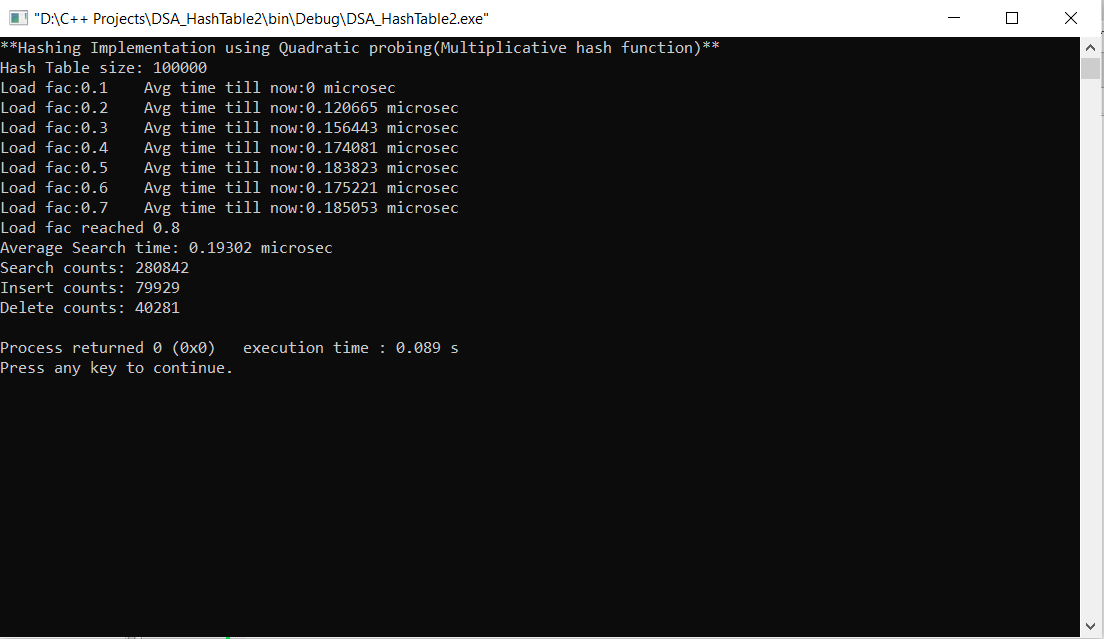 "D:\C++ Projects\DSA_HashTable2\bin\Debug\DSA_HashTable2.exe"
**Hashing Implementation using Quadratic probing(Multiplicative hash function)**
Hash Table size: 100000
Load fac:0.1    Avg time till now:0 microsec
Load fac:0.2    Avg time till now:0.120665 microsec
Load fac:0.3    Avg time till now:0.156443 microsec
Load fac:0.4    Avg time till now:0.174081 microsec
Load fac:0.5    Avg time till now:0.183823 microsec
Load fac:0.6    Avg time till now:0.175221 microsec
Load fac:0.7    Avg time till now:0.185053 microsec
Load fac reached 0.8
Average Search time: 0.19302 microsec
Search counts: 280842
Insert counts: 79929
Delete counts: 40281
Process returned 0 (0x0)   execution time : 0.089 s
Press any key to continue.